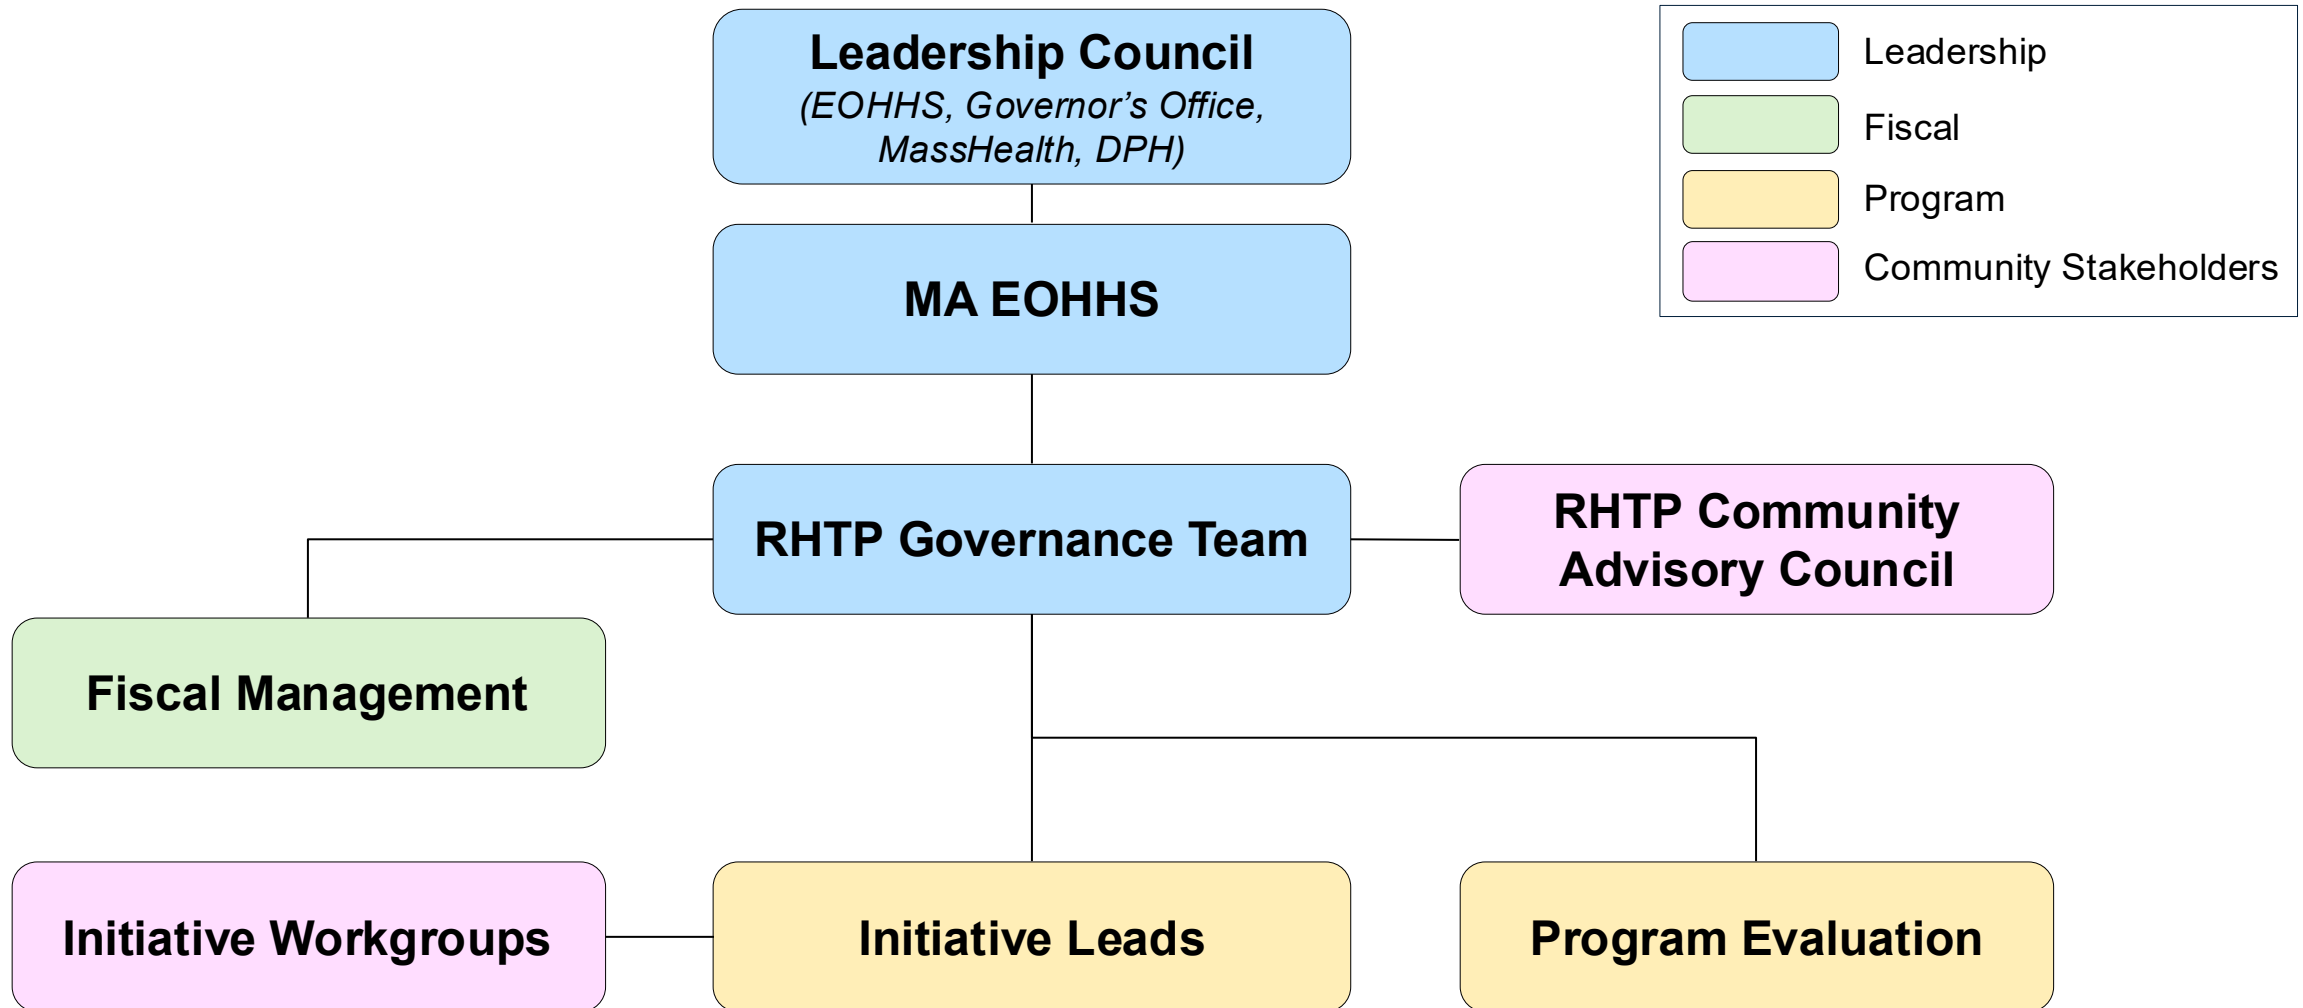 Leadership Council
(EOHHS, Governor’s Office,
MassHealth, DPH)
MA EOHHS
RHTP Governance Team
RHTP Community
Advisory Council
Fiscal Management
Initiative Workgroups
Initiative Leads
Program Evaluation
Leadership
Fiscal
Program
Community Stakeholders